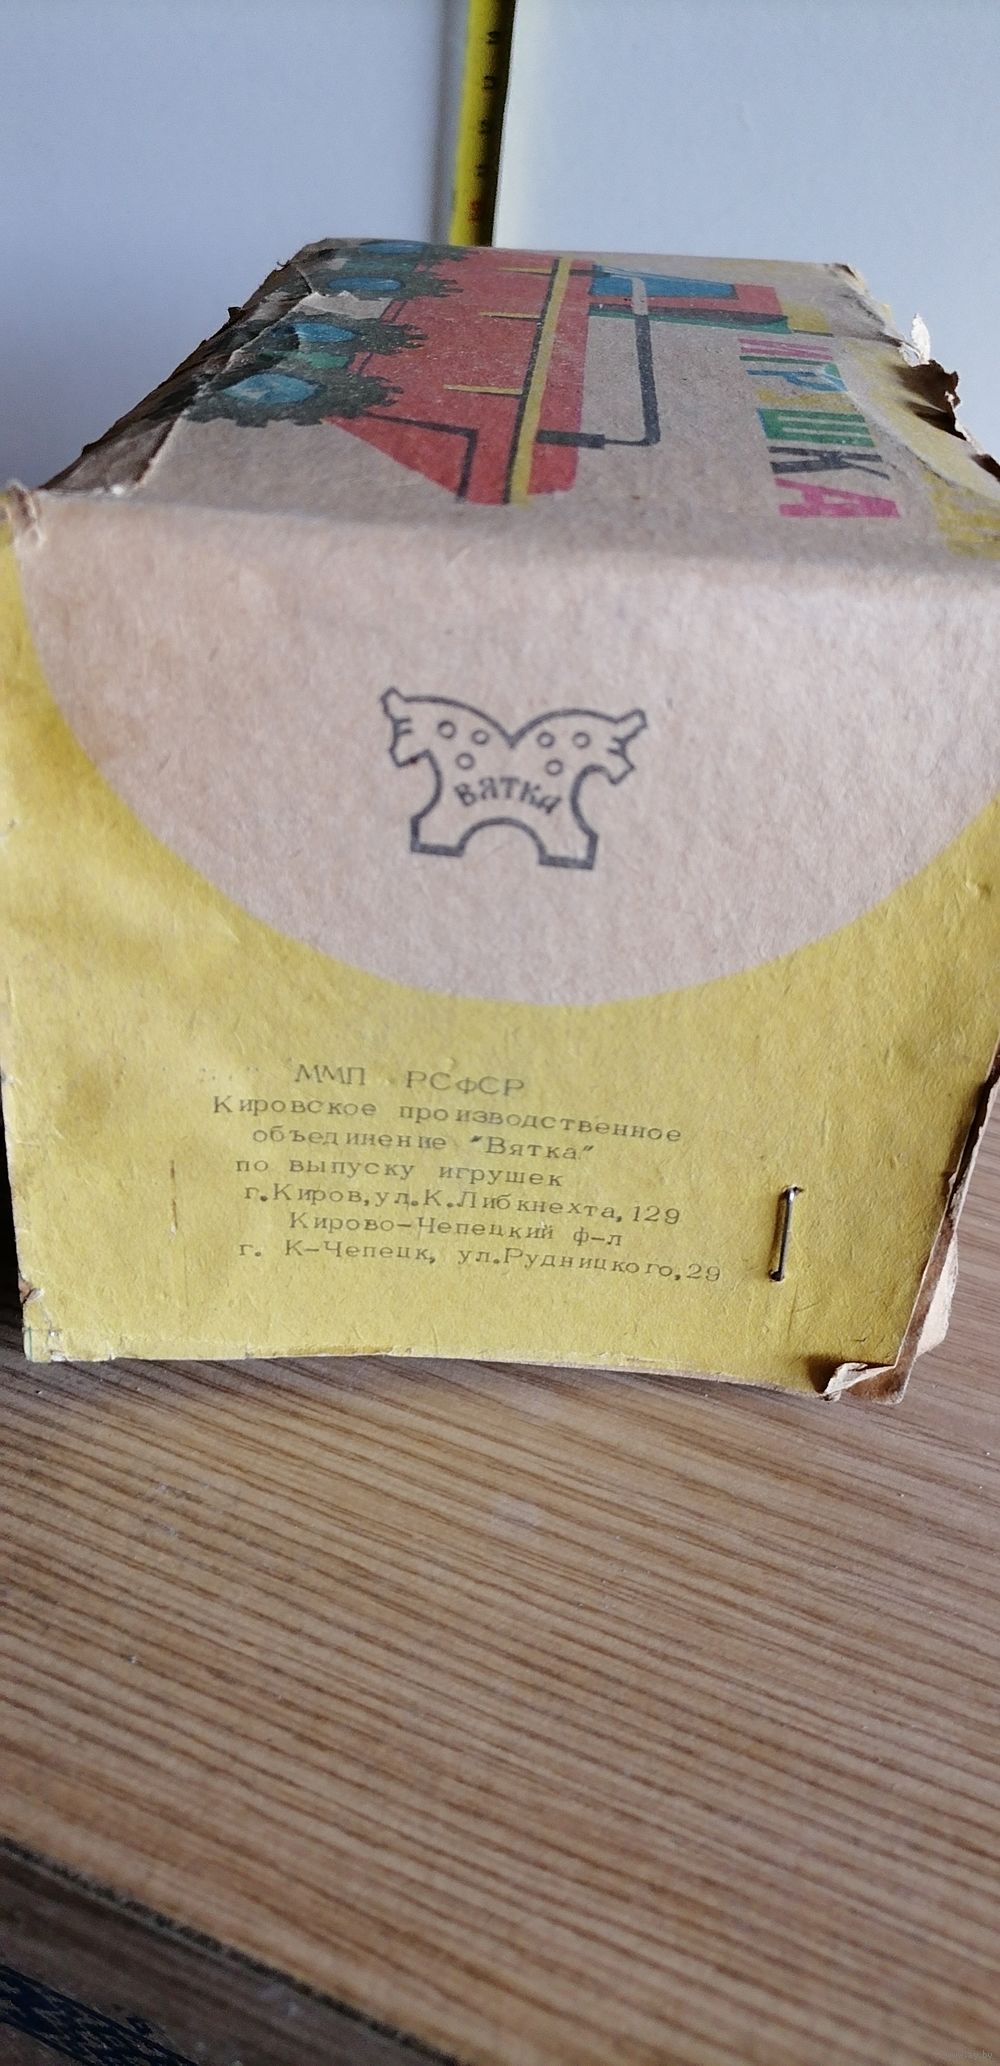 ИГРУШКА
ВЯТКА
ММП РСФСР
Кировское производственное
объединение "Вятка"
по выпуску игрушек
г.Киров,ул.К.Либкнехта,129
Кирово-Чепецкий ф-л
г. К-Чепецк, ул.Рудницкого,29